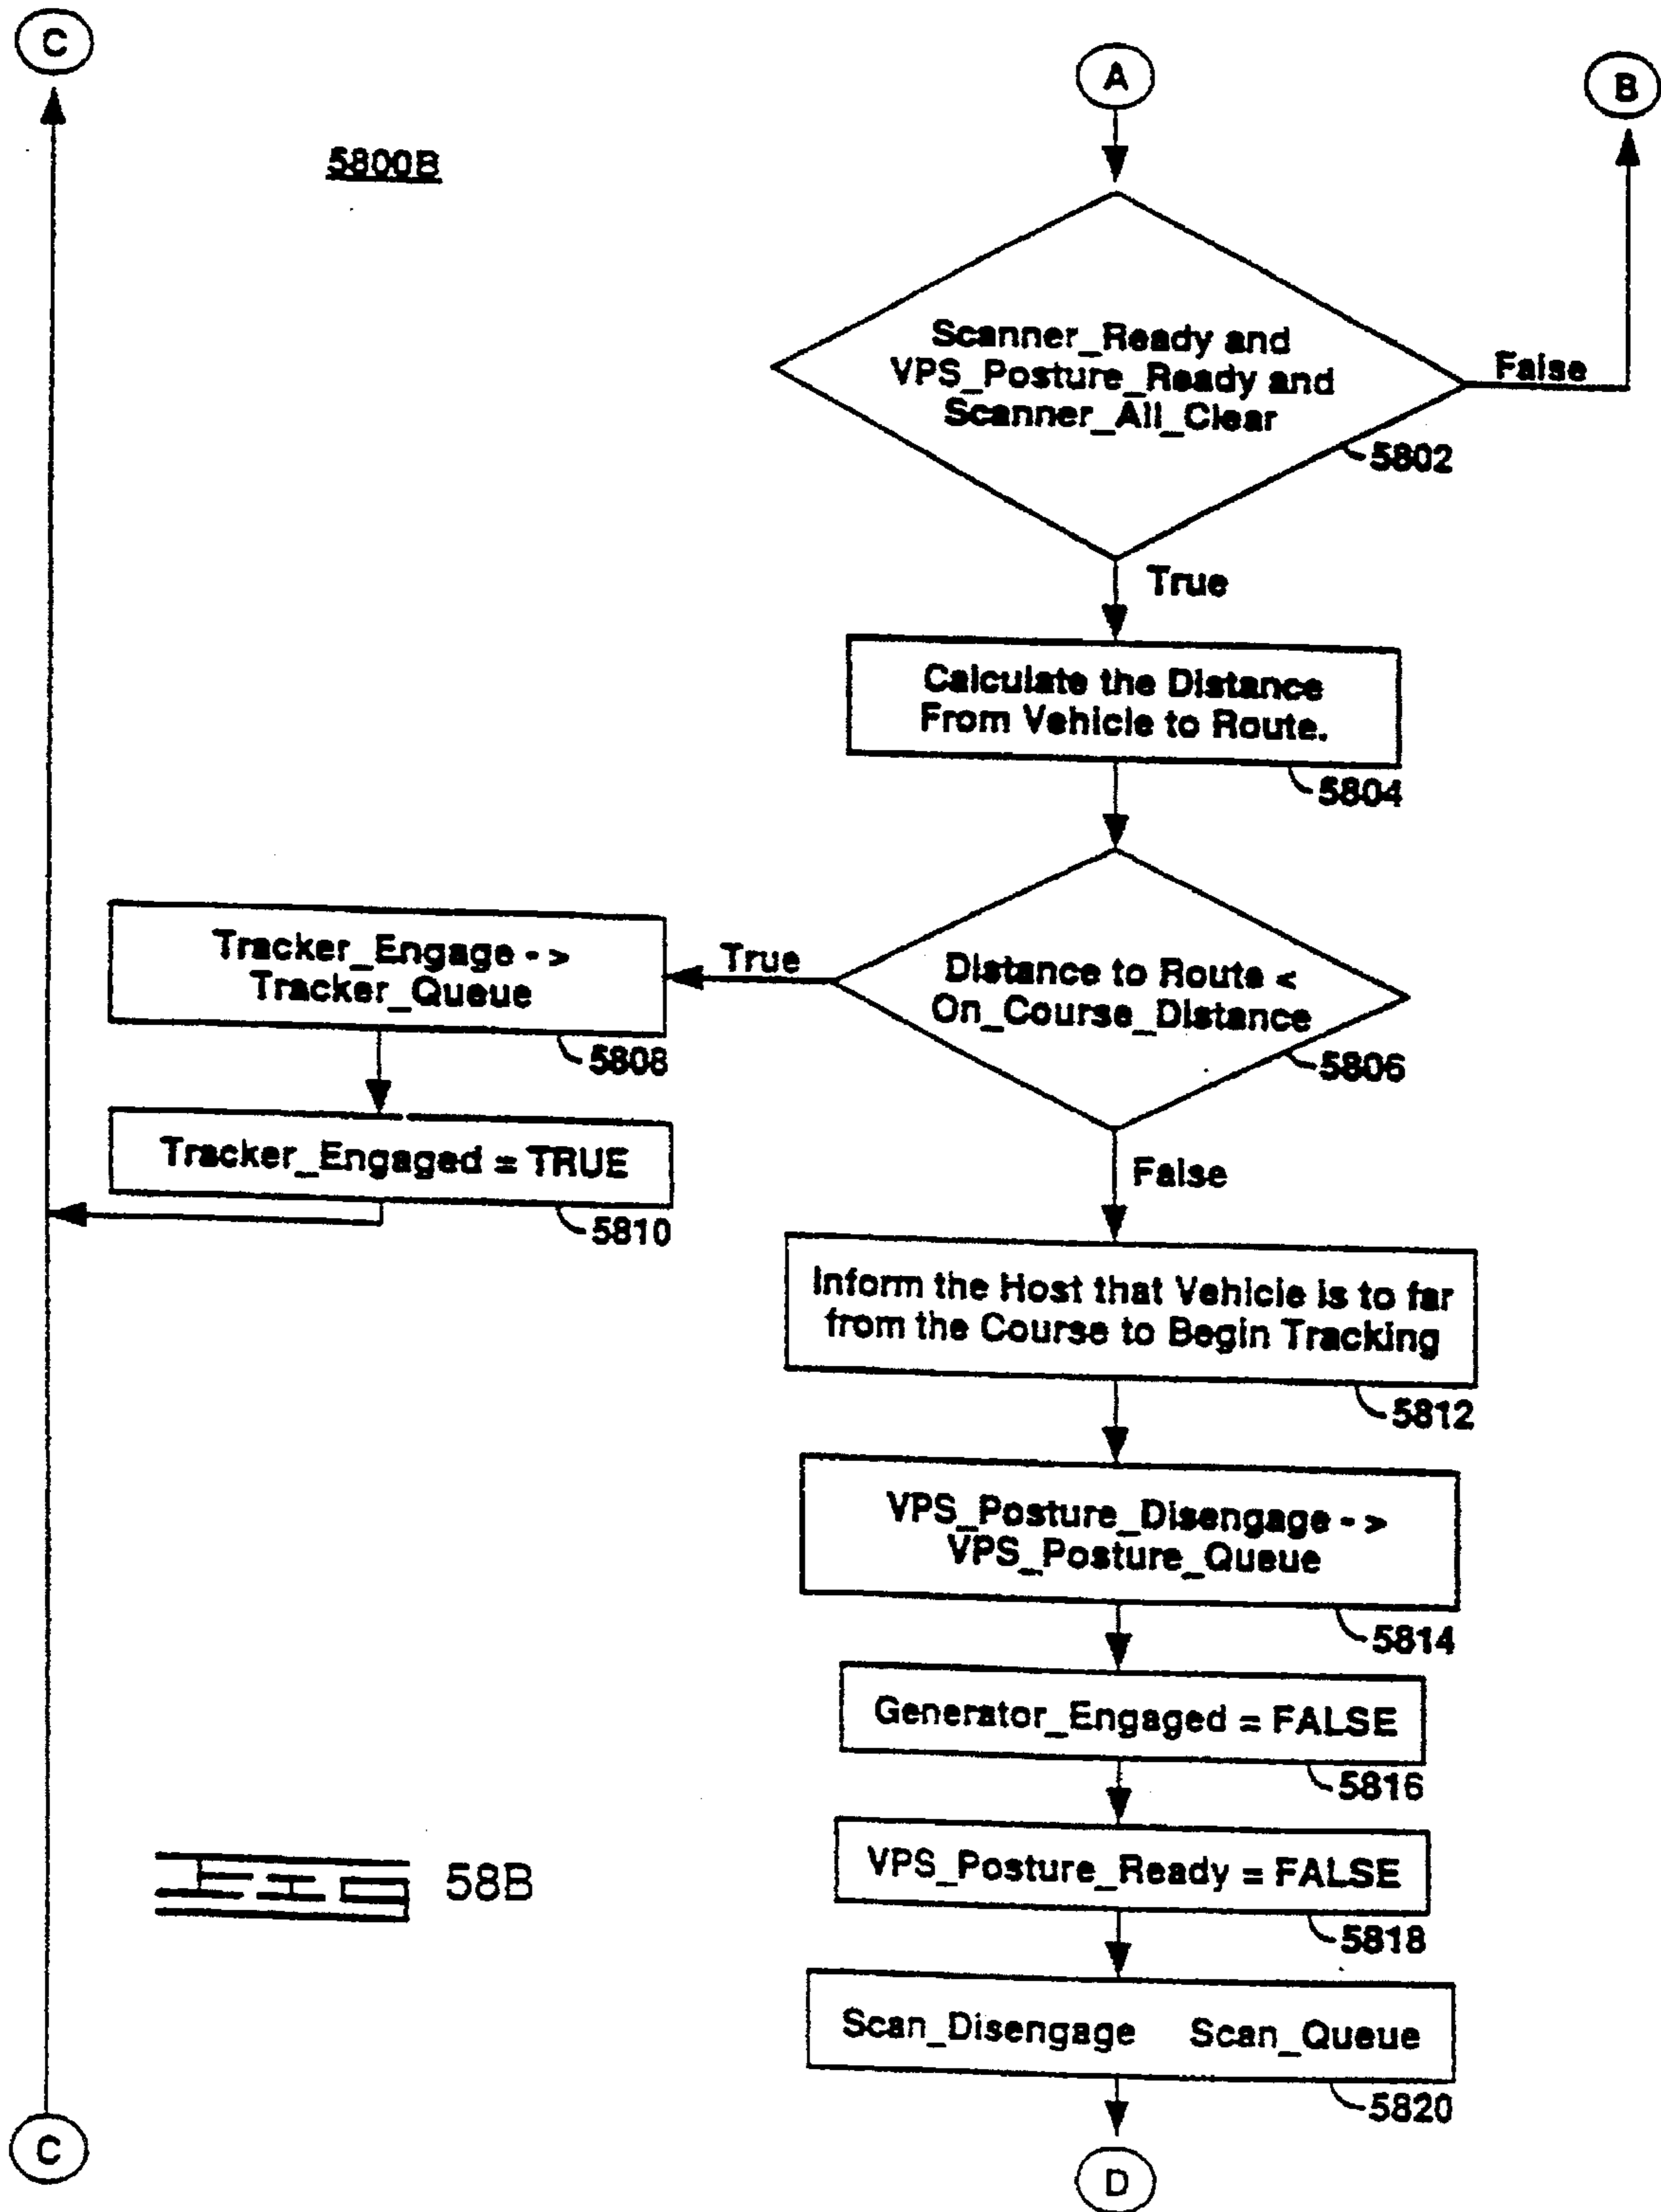 C
A
B
5800B
Scanner_Ready and
VPS_Posture_Ready and
Scanner_All_Clear
False
5802
True
Calculate the Distance
From Vehicle to Route.
5804
Tracker_Engage - >
Tracker_Queue
True
Distance to Route <
On_Course_Distance
5808
5806
Tracker_Engaged = TRUE
False
5810
Inform the Host that Vehicle is to far
from the Course to Begin Tracking
5812
VPS_Posture_Disengage - >
VPS_Posture_Queue
5814
Generator_Engaged = FALSE
5816
FIG 58B
VPS_Posture_Ready = FALSE
5818
Scan_Disengage Scan_Queue
5820
C
D